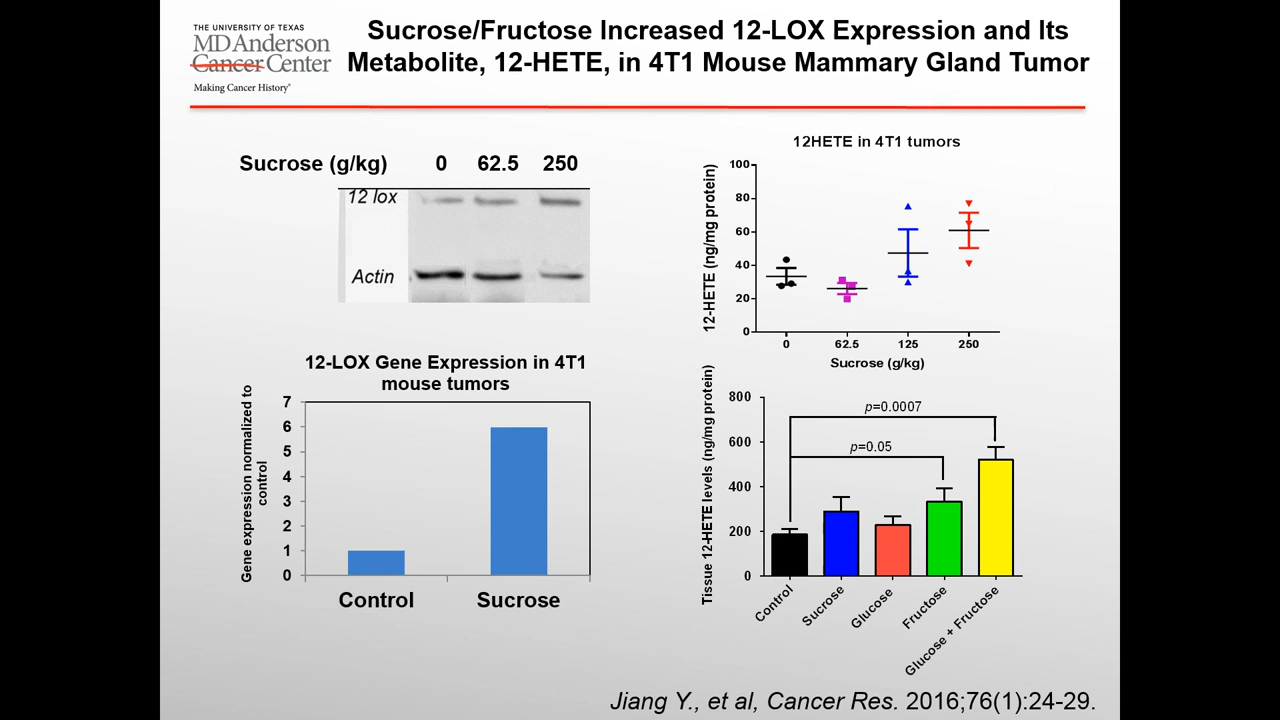 THE UNIVERSITY OF TEXAS
MD Anderson
Cancer Center
Making Cancer History®
Sucrose/Fructose Increased 12-LOX Expression and Its
Metabolite, 12-HETE, in 4T1 Mouse Mammary Gland Tumor
Sucrose (g/kg) 0 62.5 250
12 lox
Actin
12HETE in 4T1 tumors
12-HETE (ng/mg protein)
100
80
60
40
20
0
0 62.5 125 250
Sucrose (g/kg)
12-LOX Gene Expression in 4T1
mouse tumors
Gene expression normalized to
control
7
6
5
4
3
2
1
0
Control Sucrose
Tissue 12-HETE levels (ng/mg protein)
800
600
400
200
0
p=0.0007
p=0.05
Control
Sucrose
Glucose
Fructose
Glucose + Fructose
Jiang Y., et al, Cancer Res. 2016;76(1):24-29.